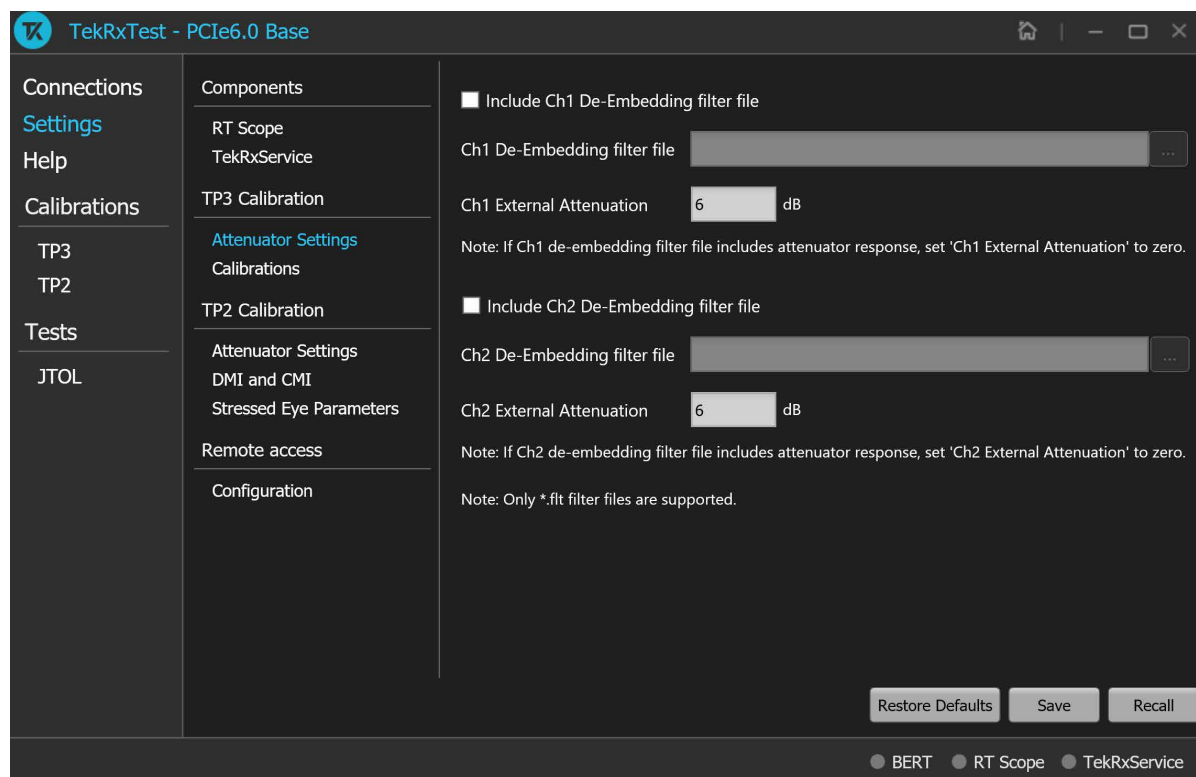 TekRxTest - PCIe6.0 Base
Connections
Settings
Help
Calibrations
TP3
TP2
Tests
JTOL
Components
RT Scope
TekRxService
TP3 Calibration
Attenuator Settings
Calibrations
TP2 Calibration
Attenuator Settings
DMI and CMI
Stressed Eye Parameters
Remote access
Configuration
Include Ch1 De-Embedding filter file
Ch1 De-Embedding filter file ...
Ch1 External Attenuation 6 dB
Note: If Ch1 de-embedding filter file includes attenuator response, set 'Ch1 External Attenuation' to zero.
Include Ch2 De-Embedding filter file
Ch2 De-Embedding filter file ...
Ch2 External Attenuation 6 dB
Note: If Ch2 de-embedding filter file includes attenuator response, set 'Ch2 External Attenuation' to zero.
Note: Only *.flt filter files are supported.
Restore Defaults Save Recall
BERT RT Scope TekRxService